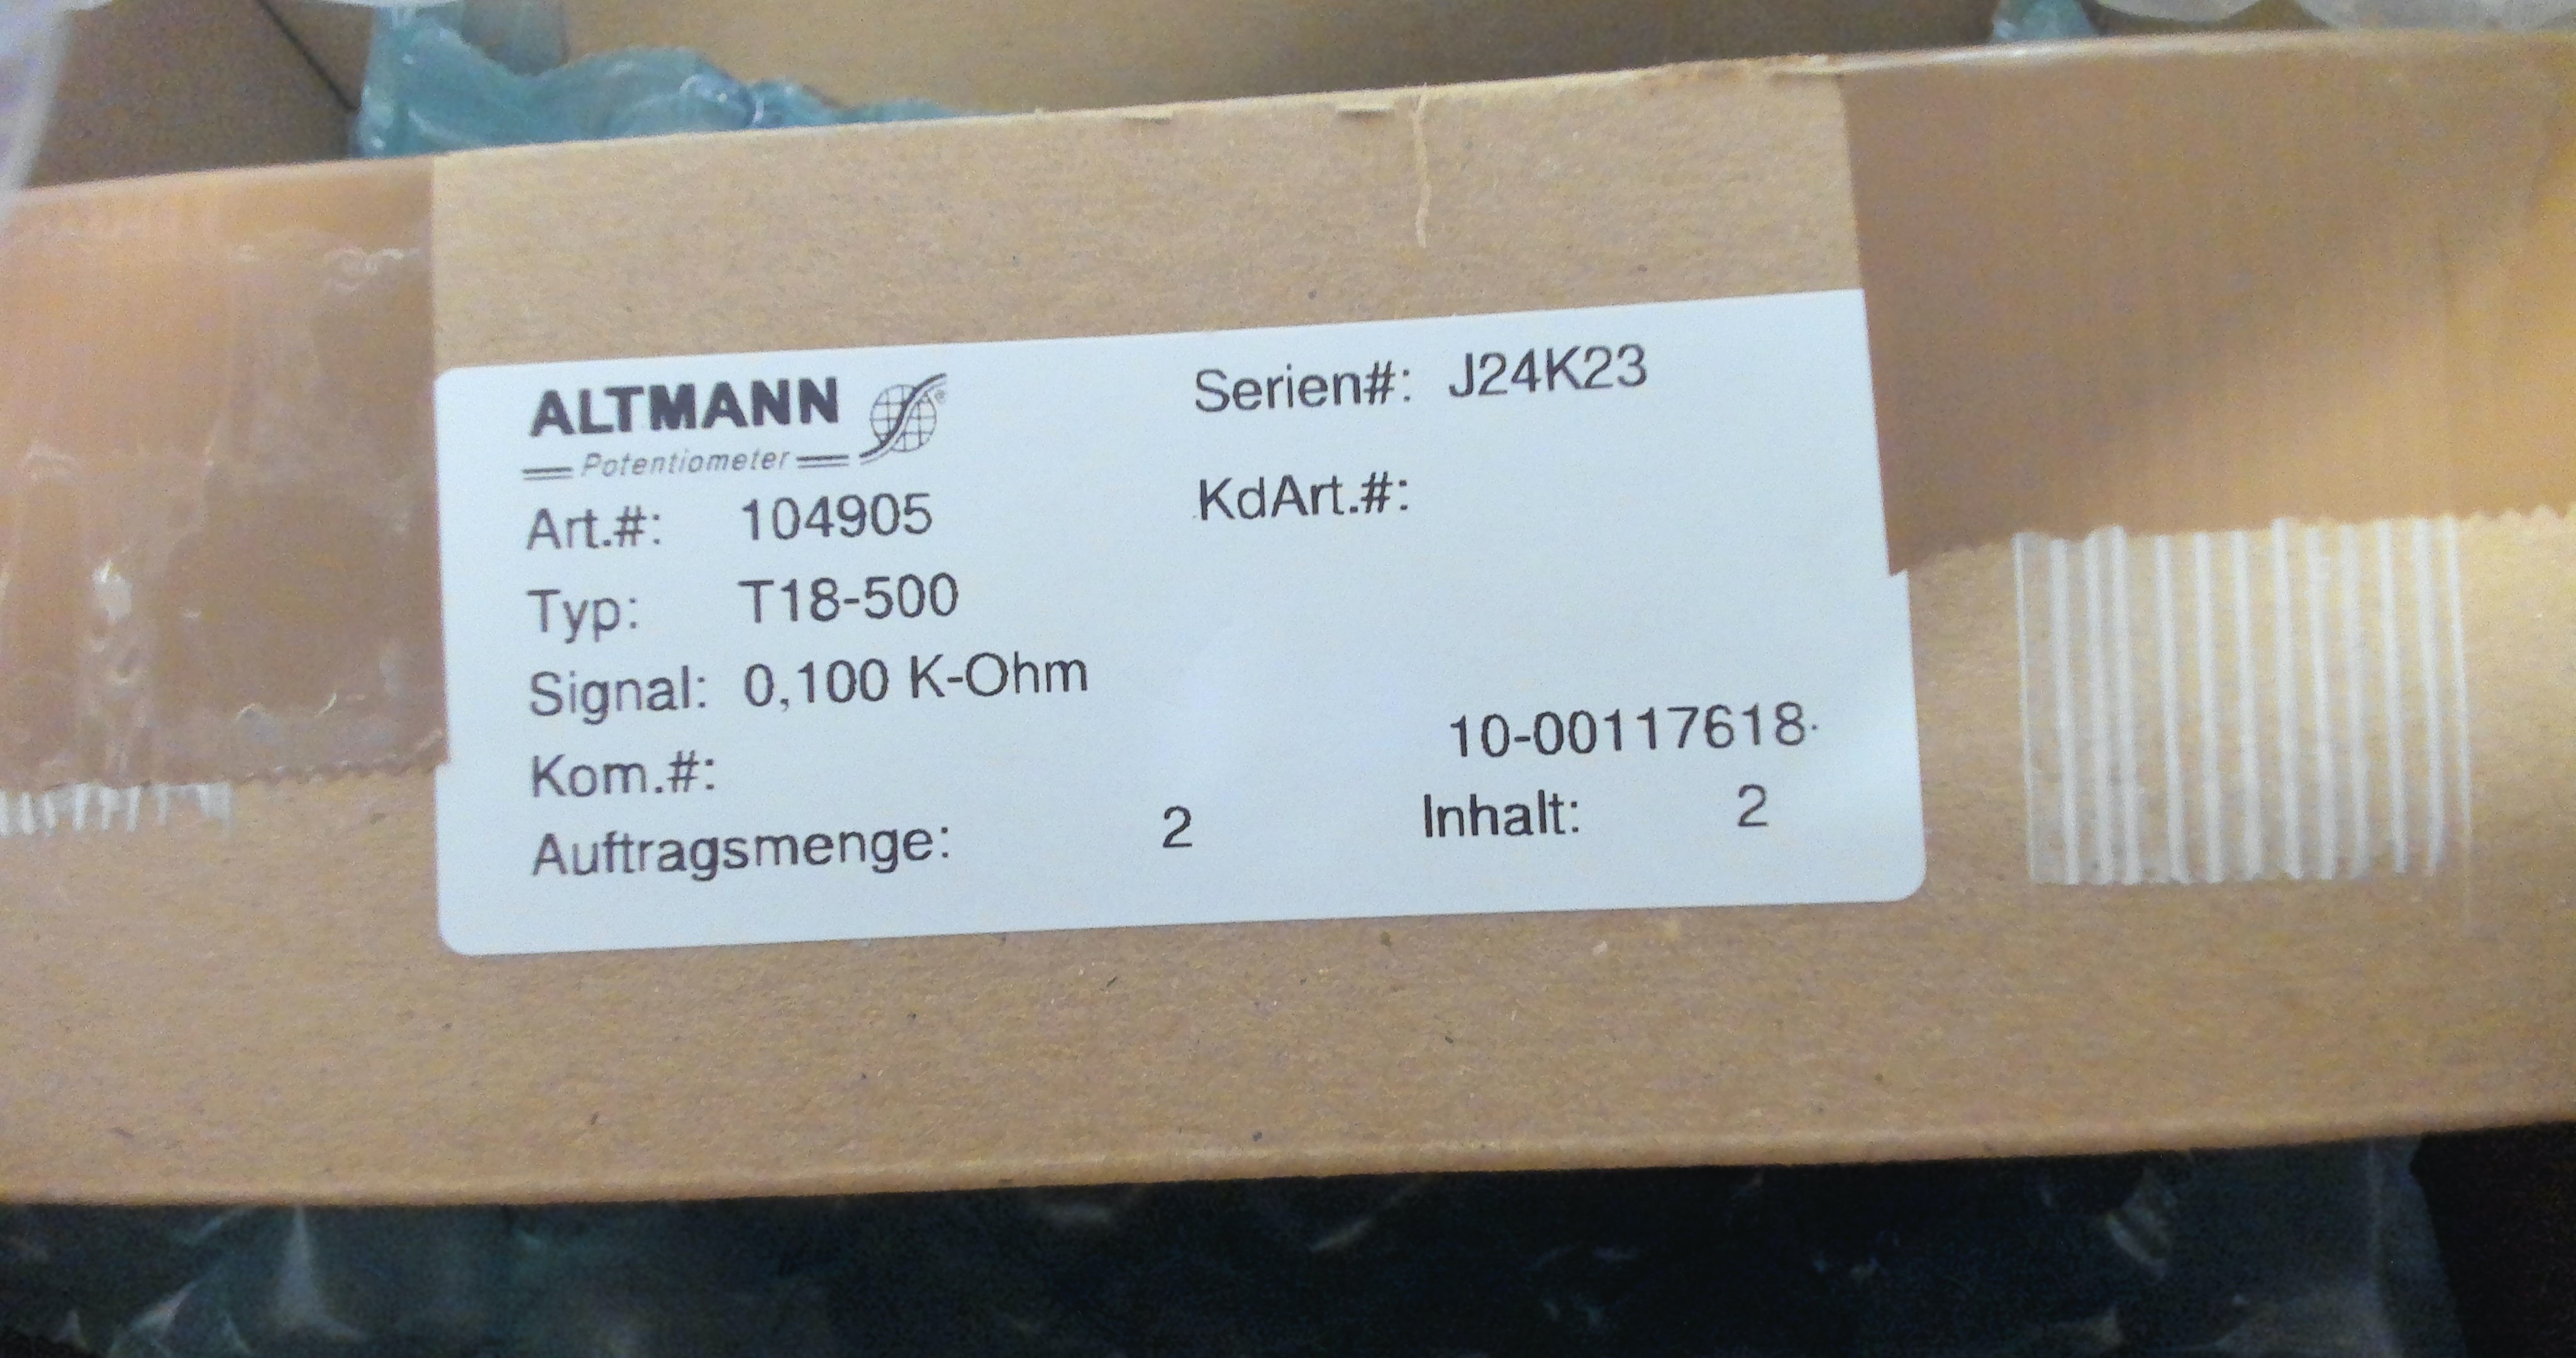 ALTMANN
Potentiometer
Serien#: J24K23
Art.#: 104905
KdArt.#:
Typ: T18-500
Signal: 0,100 K-Ohm
Kom.#:
10-00117618
Auftragsmenge: 2
Inhalt: 2